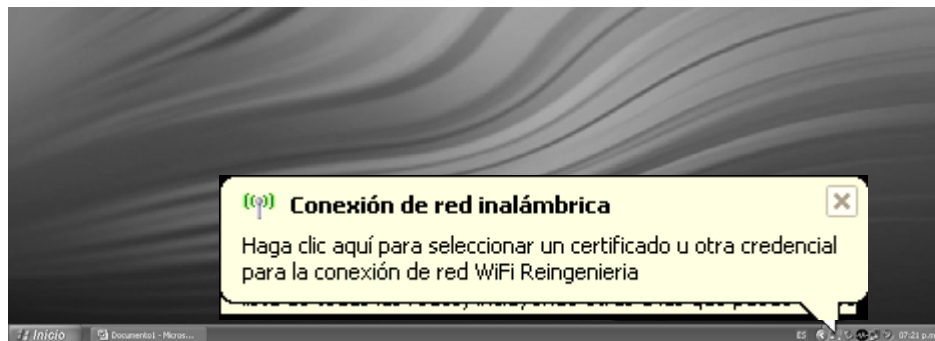 Conexión de red inalámbrica
Haga clic aquí para seleccionar un certificado u otra credencial
para la conexión de red WiFi Reingenieria
Inicio
Documento1 - Micros...
ES
07:21 p.m.